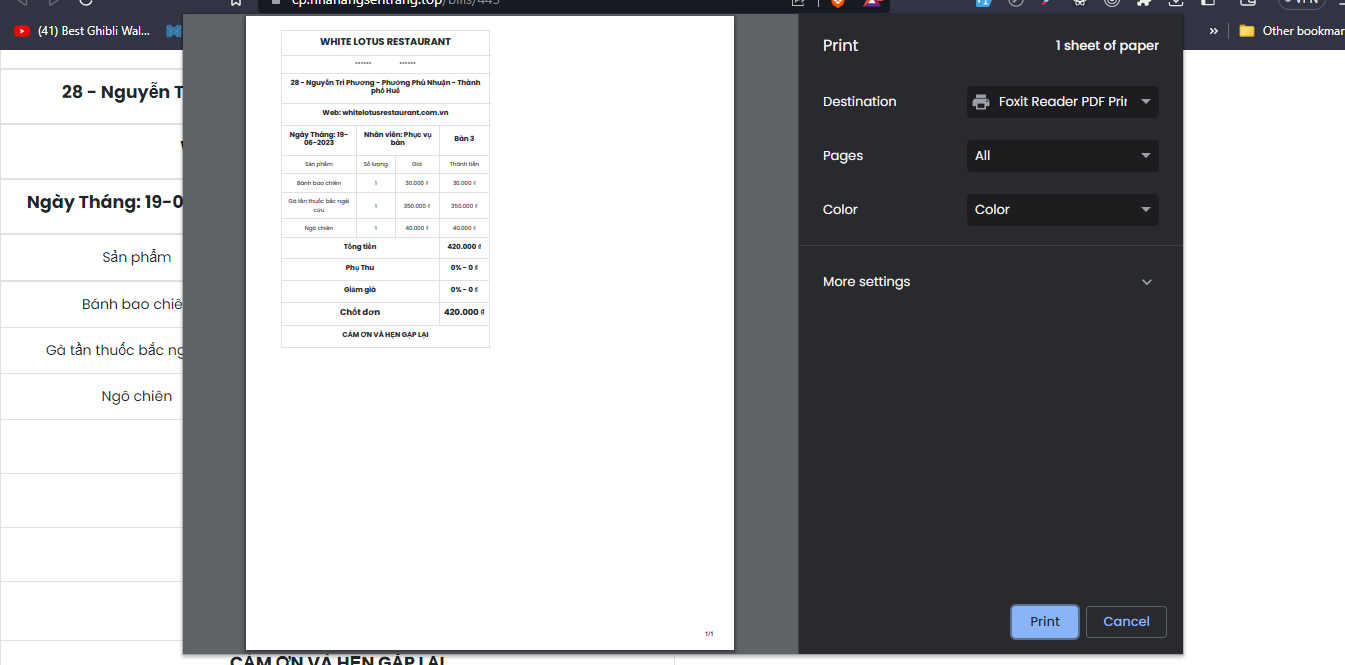 cp.nhahangsentrang.top/bills/445
(41) Best Ghibli Wal...
VPN
»
Other bookmar
28 - Nguyễn T
Ngày Tháng: 19-0
Sản phẩm
Bánh bao chiê
Gà tần thuốc bắc ng
Ngô chiên
CẢM ƠN VÀ HẸN GẶP LẠI
WHITE LOTUS RESTAURANT
****** ******
28 - Nguyễn Tri Phương - Phường Phú Nhuận - Thành
phố Huế
Web: whitelotusrestaurant.com.vn
Ngày Tháng: 19-
06-2023
Nhân viên: Phục vụ
bàn
Bàn 3
Sản phẩm Số lượng Giá Thành tiền
Bánh bao chiên 1 30.000 ₫ 30.000 ₫
Gà tần thuốc bắc ngải
cứu
1 350.000 ₫ 350.000 ₫
Ngô chiên 1 40.000 ₫ 40.000 ₫
Tổng tiền 420.000 ₫
Phụ Thu 0% - 0 ₫
Giảm giá 0% - 0 ₫
Chốt đơn 420.000 ₫
CẢM ƠN VÀ HẸN GẶP LẠI
1/1
Print 1 sheet of paper
Destination Foxit Reader PDF Prir
Pages All
Color Color
More settings
Print Cancel